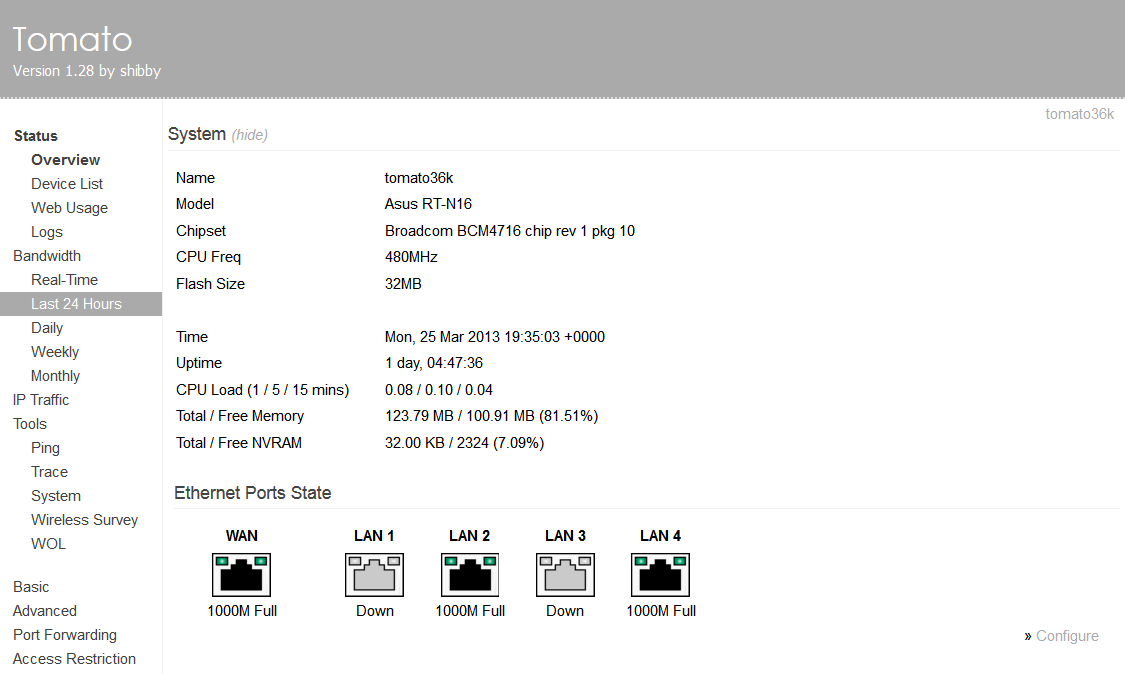 Tomato
Version 1.28 by shibby
tomato36k
Status
Overview
Device List
Web Usage
Logs
Bandwidth
Real-Time
Last 24 Hours
Daily
Weekly
Monthly
IP Traffic
Tools
Ping
Trace
System
Wireless Survey
WOL
Basic
Advanced
Port Forwarding
Access Restriction
System (hide)
Name tomato36k
Model Asus RT-N16
Chipset Broadcom BCM4716 chip rev 1 pkg 10
CPU Freq 480MHz
Flash Size 32MB
Time Mon, 25 Mar 2013 19:35:03 +0000
Uptime 1 day, 04:47:36
CPU Load (1 / 5 / 15 mins) 0.08 / 0.10 / 0.04
Total / Free Memory 123.79 MB / 100.91 MB (81.51%)
Total / Free NVRAM 32.00 KB / 2324 (7.09%)
Ethernet Ports State
WAN LAN 1 LAN 2 LAN 3 LAN 4
1000M Full Down 1000M Full Down 1000M Full
» Configure